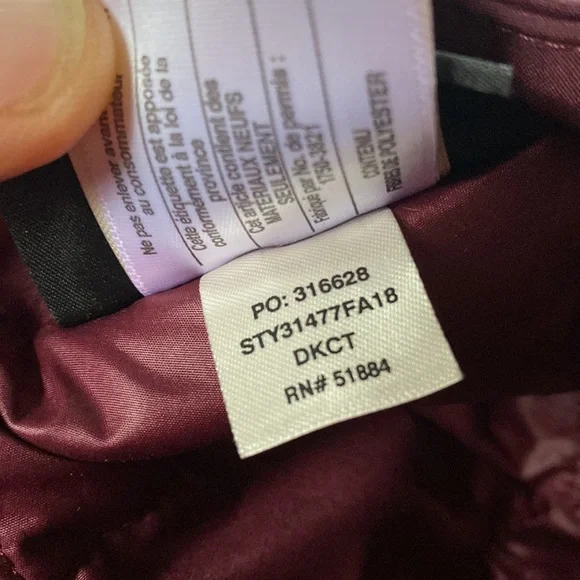 Ne pas enlever avant
au consommateur
Cette étiquette est apposée
conformément à la loi de la
province
Cet article contient des
MATÉRIAUX NEUFS
SEULEMENT
Fabriqué par No. de permis :
CONTENU
FIBRES DE POLYESTER
PO: 316628
STY31477FA18
DKCT
RN# 51884